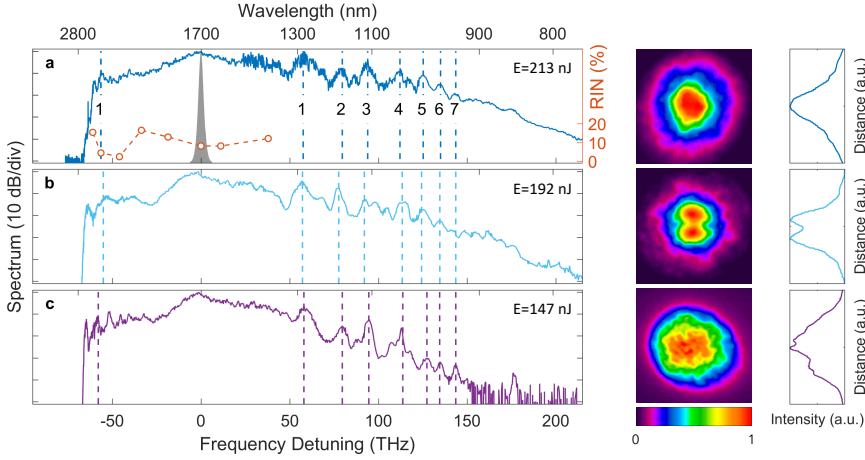 Wavelength (nm)
2800 1700 1300 1100 900 800
a
E=213 nJ
1 1 2 3 4 5 6 7
20
10
0
RIN (%)
b
E=192 nJ
c
E=147 nJ
Spectrum (10 dB/div)
-50 0 50 100 150 200
Frequency Detuning (THz)
0 1
Distance (a.u.)
Distance (a.u.)
Distance (a.u.)
Intensity (a.u.)